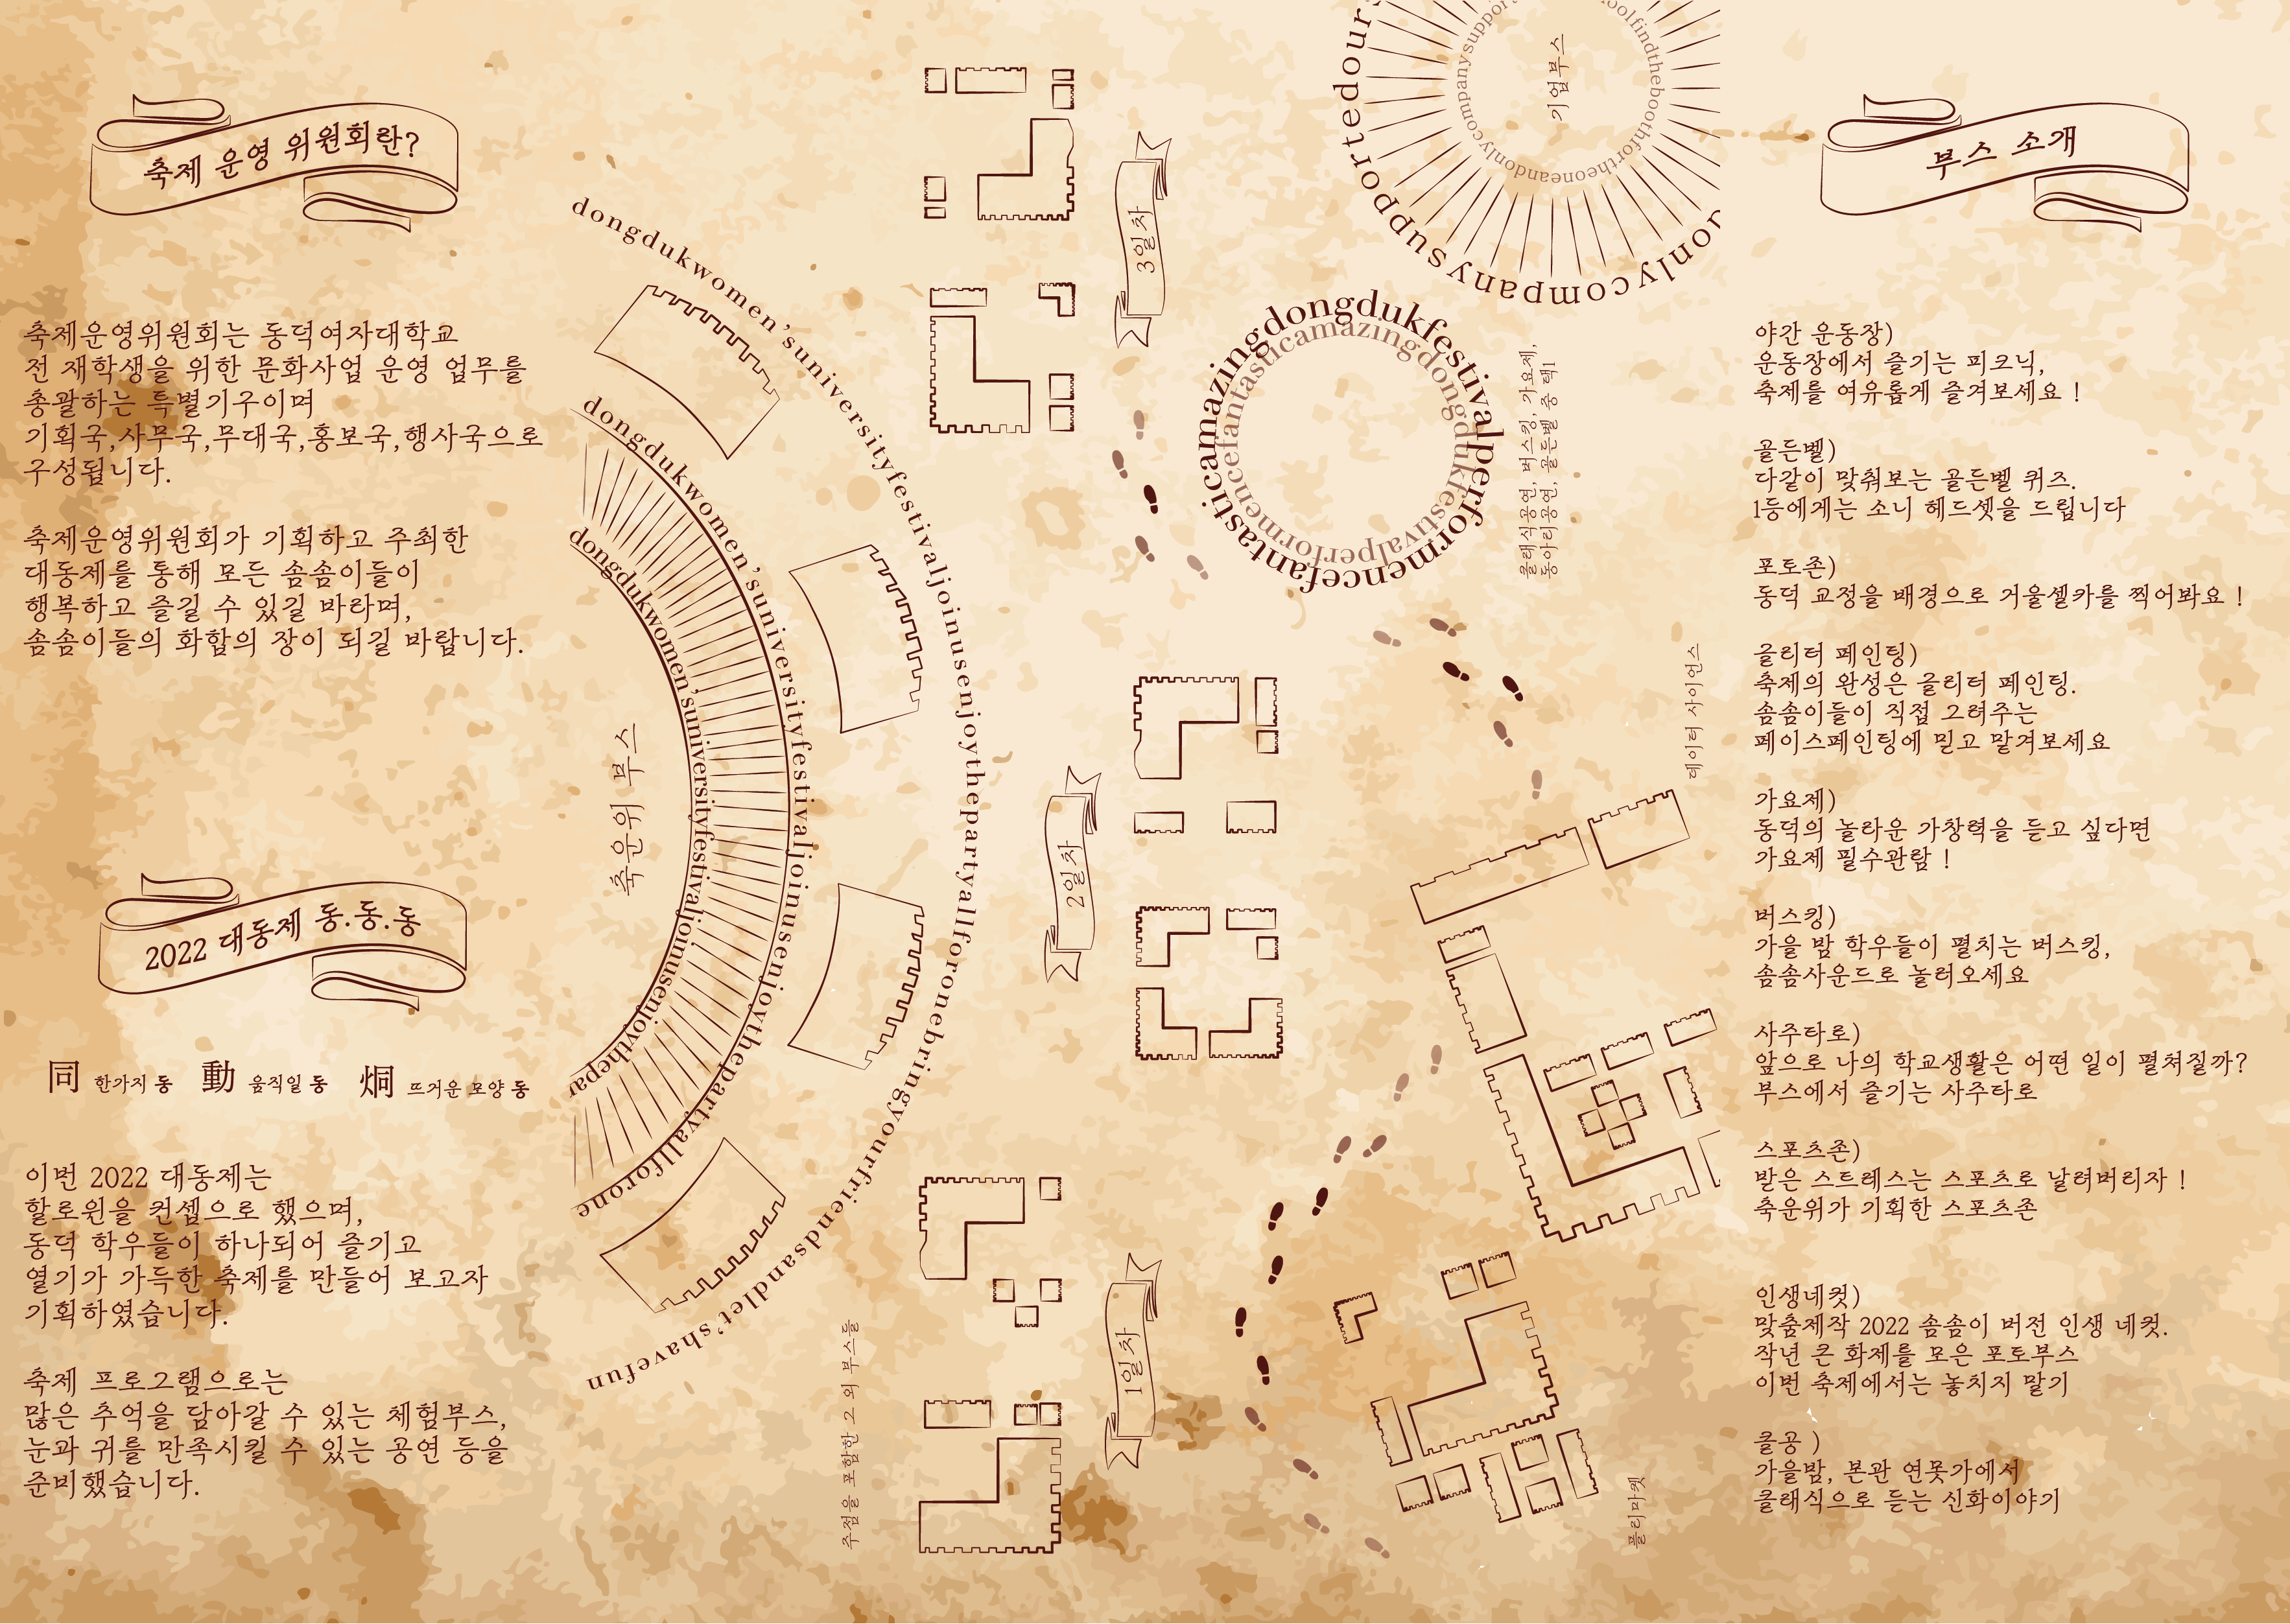 축제 운영 위원회란?
축제운영위원회는 동덕여자대학교
전 재학생을 위한 문화사업 운영 업무를
총괄하는 특별기구이며
기획국,사무국,무대국,홍보국,행사국으로
구성됩니다.
축제운영위원회가 기획하고 주최한
대동제를 통해 모든 솜솜이들이
행복하고 즐길 수 있길 바라며,
솜솜이들의 화합의 장이 되길 바랍니다.
2022 대동제 동.동.동
同 한가지 동 動 움직일 동 烔 뜨거운 모양 동
이번 2022 대동제는
할로윈을 컨셉으로 했으며,
동덕 학우들이 하나되어 즐기고
열기가 가득한 축제를 만들어 보고자
기획하였습니다.
축제 프로그램으로는
많은 추억을 담아갈 수 있는 체험부스,
눈과 귀를 만족시킬 수 있는 공연 등을
준비했습니다.
dongdukwomen'suniversityfestivaljoinusenjoythepartyallforonebringyourfriendsandlet'shavefun
dongdukwomen'suniversityfestivaljoinusenjoythepartyallforone
dongdukwomen'suniversityfestivaljoinusenjoythepar
축운위 부스
주점을 포함한 그 외 부스들
3일차
2일차
1일차
portedours
onlycompanysup
oolfindtheboothfortheoneandonlycompanysuppor
기업부스
amazingdongdukfestivalperformencefantastic
amazingdongdukfestivalperformencefantastic
클래식공연, 버스킹, 가요제,
동아리공연, 골든벨 중 택1
데이터 사이언스
플리마켓
부스 소개
야간 운동장)
운동장에서 즐기는 피크닉,
축제를 여유롭게 즐겨보세요 !
골든벨)
다같이 맞춰보는 골든벨 퀴즈.
1등에게는 소니 헤드셋을 드립니다
포토존)
동덕 교정을 배경으로 거울셀카를 찍어봐요 !
글리터 페인팅)
축제의 완성은 글리터 페인팅.
솜솜이들이 직접 그려주는
페이스페인팅에 믿고 맡겨보세요
가요제)
동덕의 놀라운 가창력을 듣고 싶다면
가요제 필수관람 !
버스킹)
가을 밤 학우들이 펼치는 버스킹,
솜솜사운드로 놀러오세요
사주타로)
앞으로 나의 학교생활은 어떤 일이 펼쳐질까?
부스에서 즐기는 사주타로
스포츠존)
받은 스트레스는 스포츠로 날려버리자 !
축운위가 기획한 스포츠존
인생네컷)
맞춤제작 2022 솜솜이 버전 인생 네컷.
작년 큰 화제를 모은 포토부스
이번 축제에서는 놓치지 말기
클공 )
가을밤, 본관 연못가에서
클래식으로 듣는 신화이야기